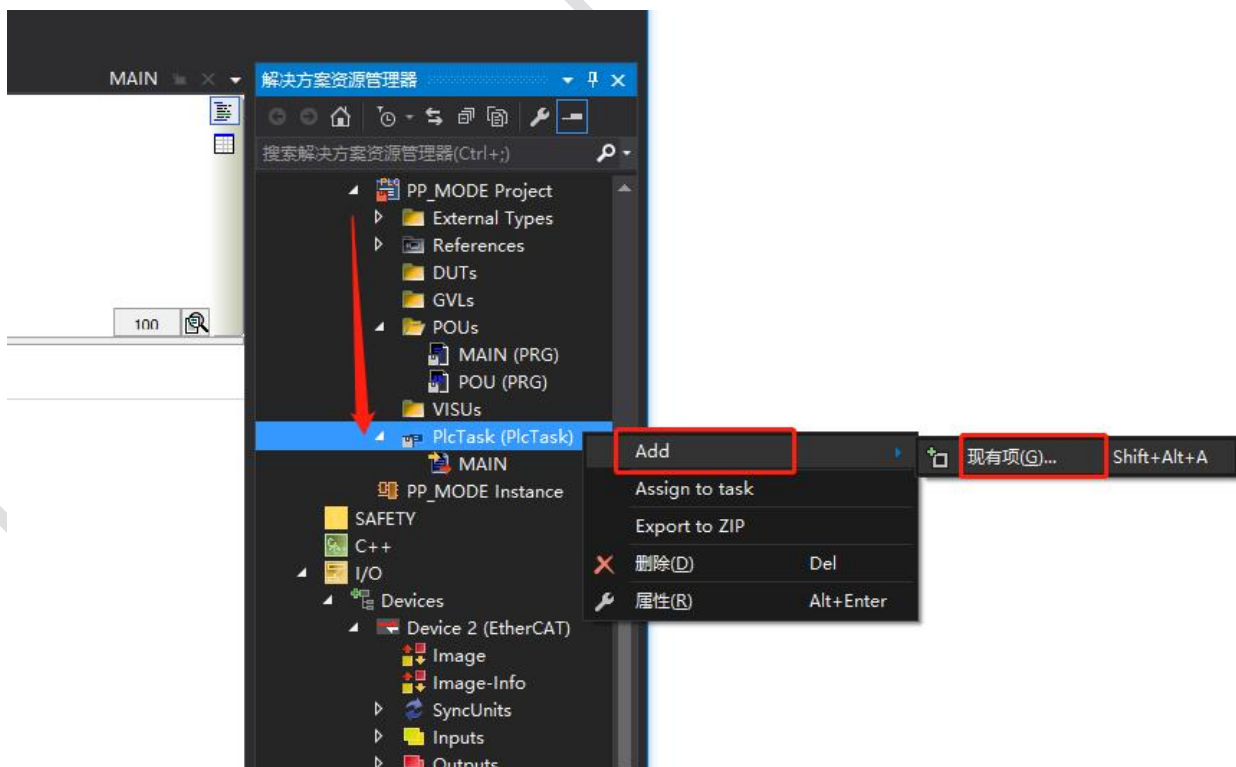 MAIN
解决方案资源管理器
搜索解决方案资源管理器(Ctrl+;)
PP_MODE Project
External Types
References
DUTs
GVLs
100
POUs
MAIN (PRG)
POU (PRG)
VISUs
PlcTask (PlcTask)
Add
现有项(G)...
Shift+Alt+A
MAIN
Assign to task
PP_MODE Instance
SAFETY
Export to ZIP
C++
删除(D)
Del
I/O
属性(R)
Alt+Enter
Devices
Device 2 (EtherCAT)
Image
Image-Info
SyncUnits
Inputs
Outputs